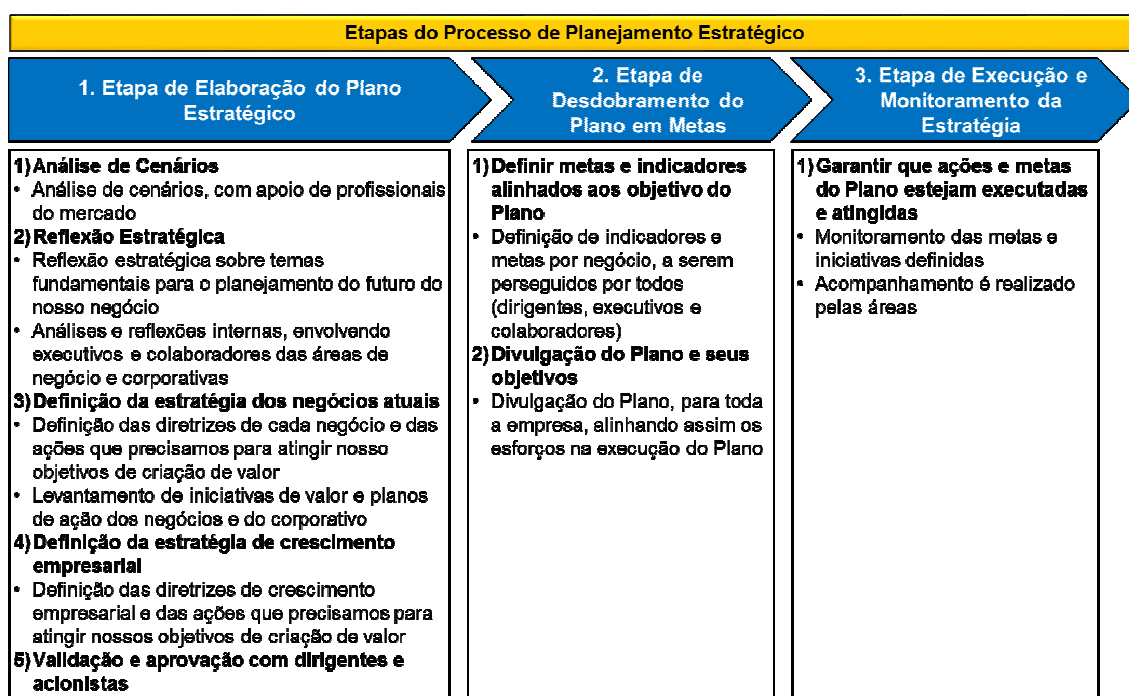 Etapas do Processo de Planejamento Estratégico
1. Etapa de Elaboração do Plano
Estratégico
2. Etapa de
Desdobramento do
Plano em Metas
3. Etapa de Execução e
Monitoramento da
Estratégia
1) Análise de Cenários
• Análise de cenários, com apoio de profissionais
do mercado
2) Reflexão Estratégica
• Reflexão estratégica sobre temas
fundamentais para o planejamento do futuro do
nosso negócio
• Análises e reflexões internas, envolvendo
executivos e colaboradores das áreas de
negócio e corporativas
3) Definição da estratégia dos negócios atuais
• Definição das diretrizes de cada negócio e das
ações que precisamos para atingir nosso
objetivos de criação de valor
• Levantamento de iniciativas de valor e planos
de ação dos negócios e do corporativo
4) Definição da estratégia de crescimento
empresarial
• Definição das diretrizes de crescimento
empresarial e das ações que precisamos para
atingir nossos objetivos de criação de valor
5) Validação e aprovação com dirigentes e
acionistas
1) Definir metas e indicadores
alinhados aos objetivo do
Plano
• Definição de indicadores e
metas por negócio, a serem
perseguidos por todos
(dirigentes, executivos e
colaboradores)
2) Divulgação do Plano e seus
objetivos
• Divulgação do Plano, para toda
a empresa, alinhando assim os
esforços na execução do Plano
1) Garantir que ações e metas
do Plano estejam executadas
e atingidas
• Monitoramento das metas e
iniciativas definidas
• Acompanhamento é realizado
pelas áreas